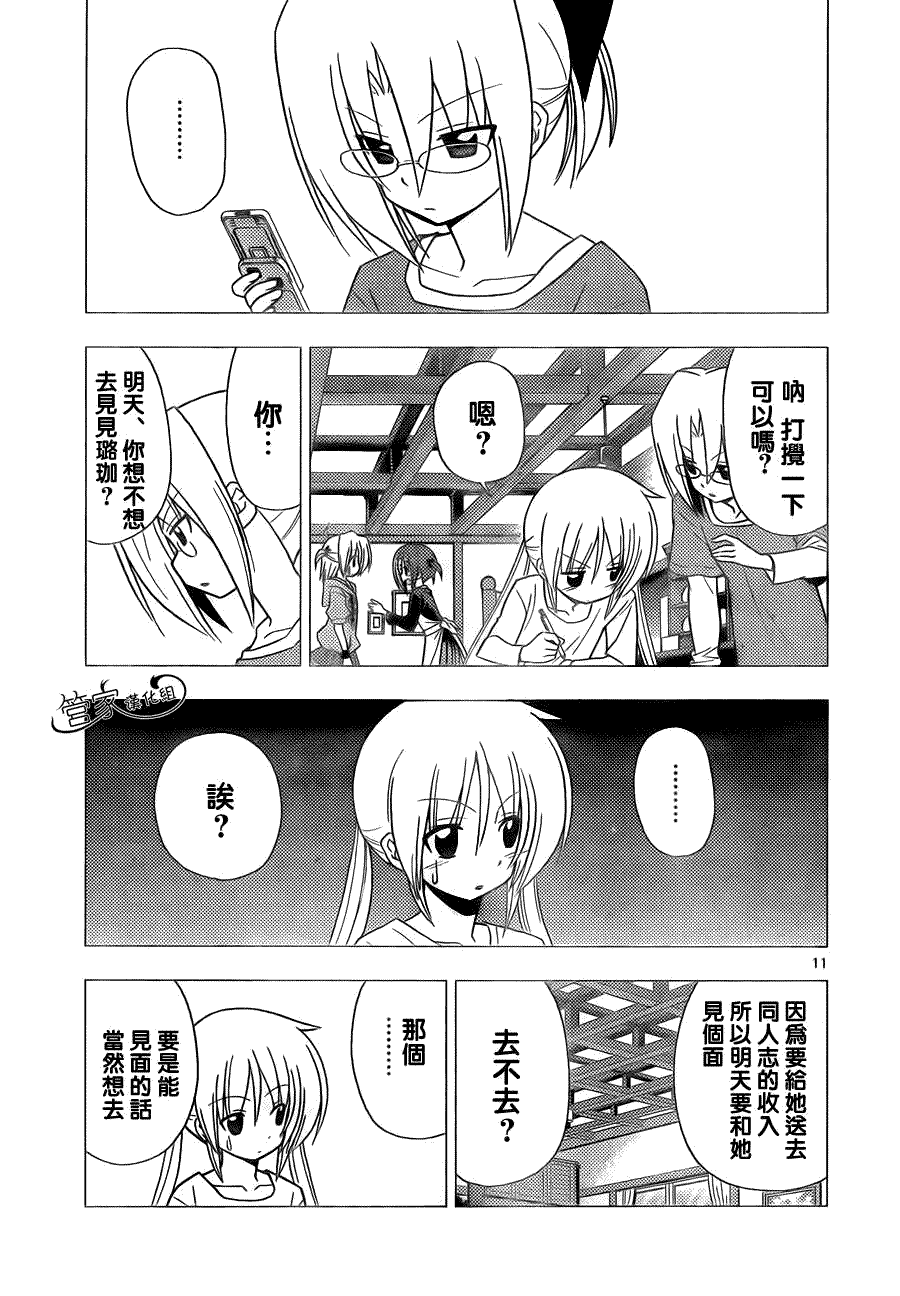 ………
吶 打攪一下
可以嗎?
嗯?
你…
明天、你想不想
去見見璐珈?
管家漢化組
………
誒?
11
因爲要給她送去
同人志的收入
所以明天要和她
見個面
去不去?
那個
………
要是能
見面的話
當然想去